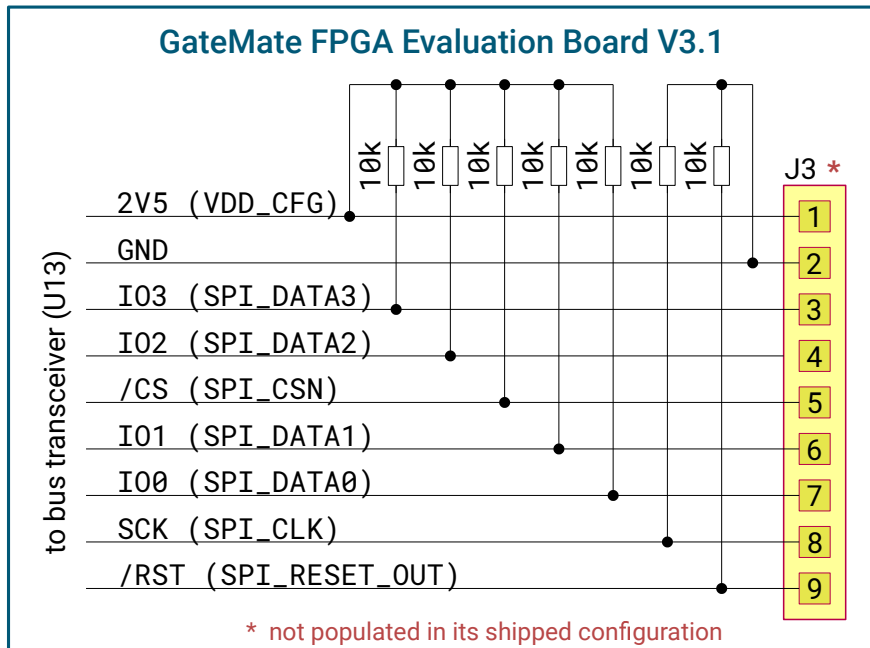 GateMate FPGA Evaluation Board V3.1
10k 10k 10k 10k 10k 10k 10k
J3 *
2V5 (VDD_CFG) 1
GND 2
IO3 (SPI_DATA3) 3
IO2 (SPI_DATA2) 4
/CS (SPI_CSN) 5
IO1 (SPI_DATA1) 6
IO0 (SPI_DATA0) 7
SCK (SPI_CLK) 8
/RST (SPI_RESET_OUT) 9
to bus transceiver (U13)
* not populated in its shipped configuration